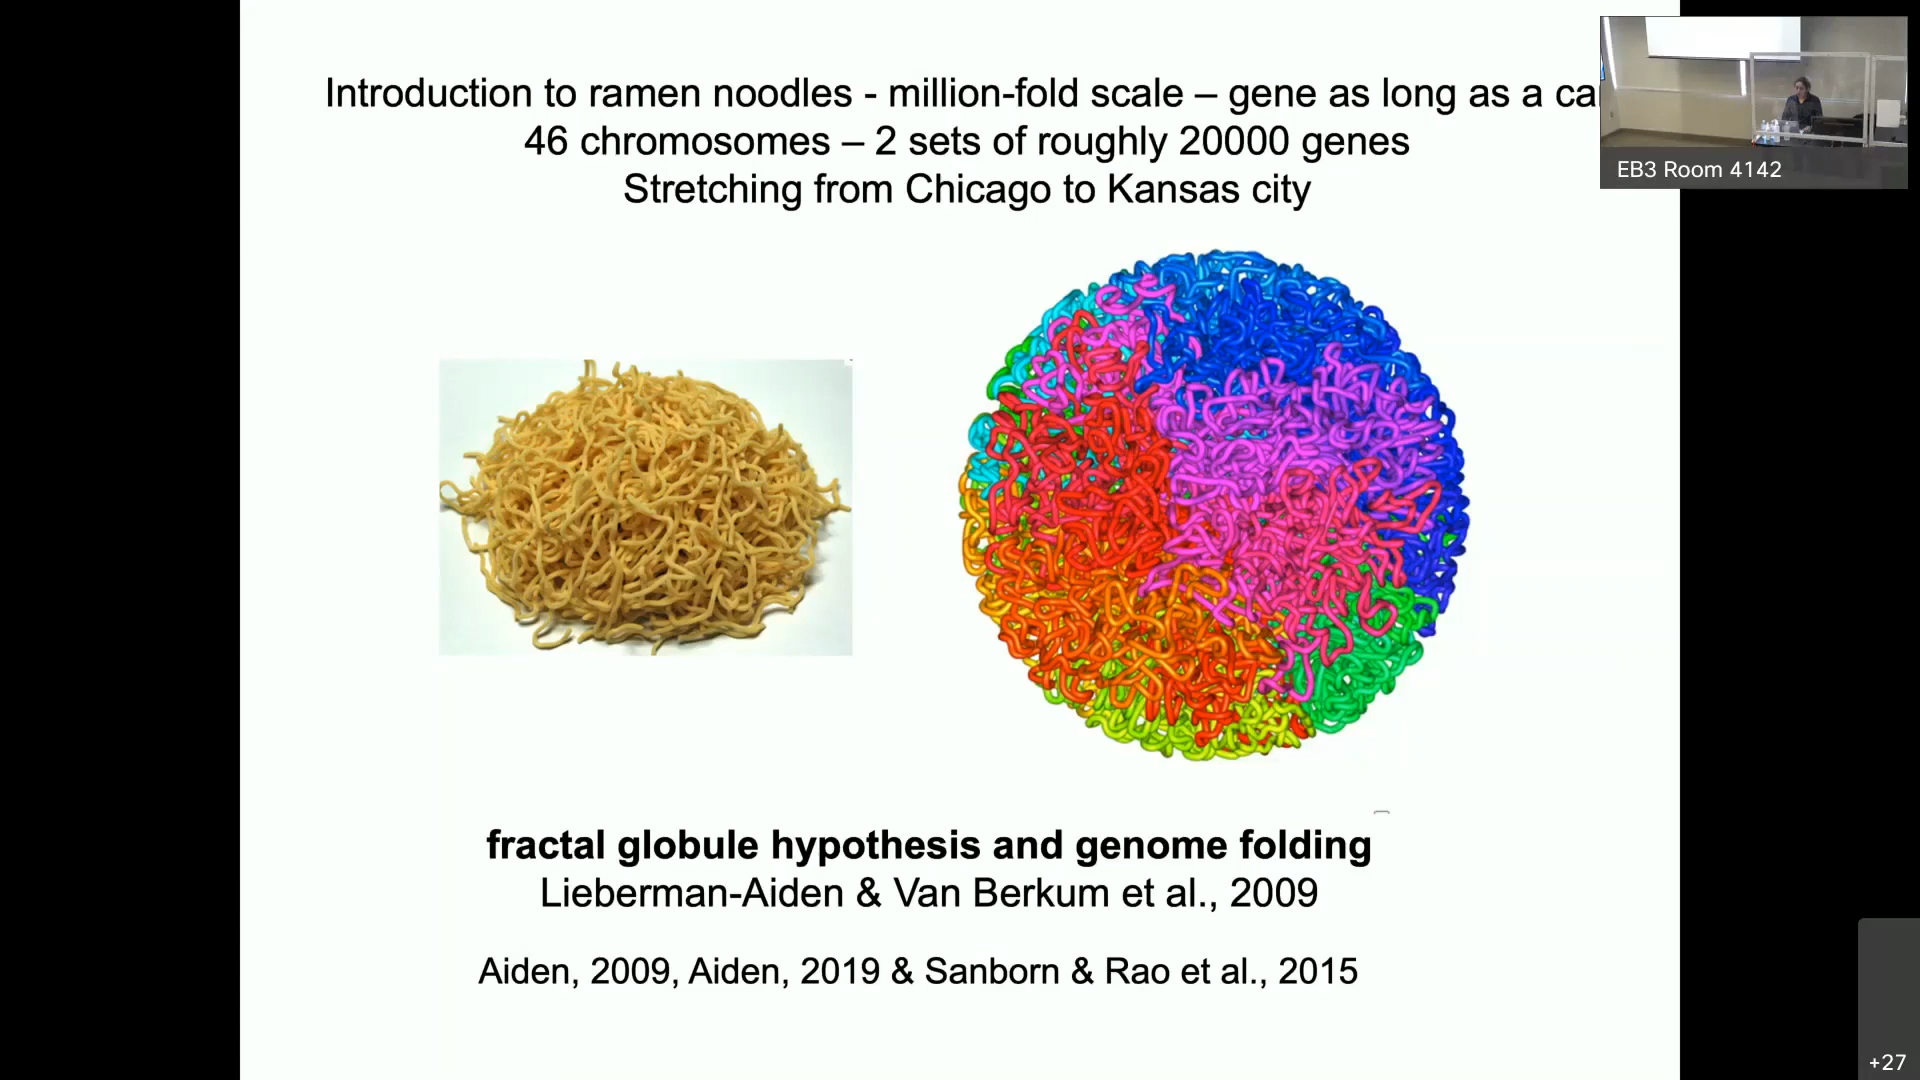 Introduction to ramen noodles - million-fold scale – gene as long as a ca
46 chromosomes – 2 sets of roughly 20000 genes
Stretching from Chicago to Kansas city
EB3 Room 4142
fractal globule hypothesis and genome folding
Lieberman-Aiden & Van Berkum et al., 2009
Aiden, 2009, Aiden, 2019 & Sanborn & Rao et al., 2015
+27